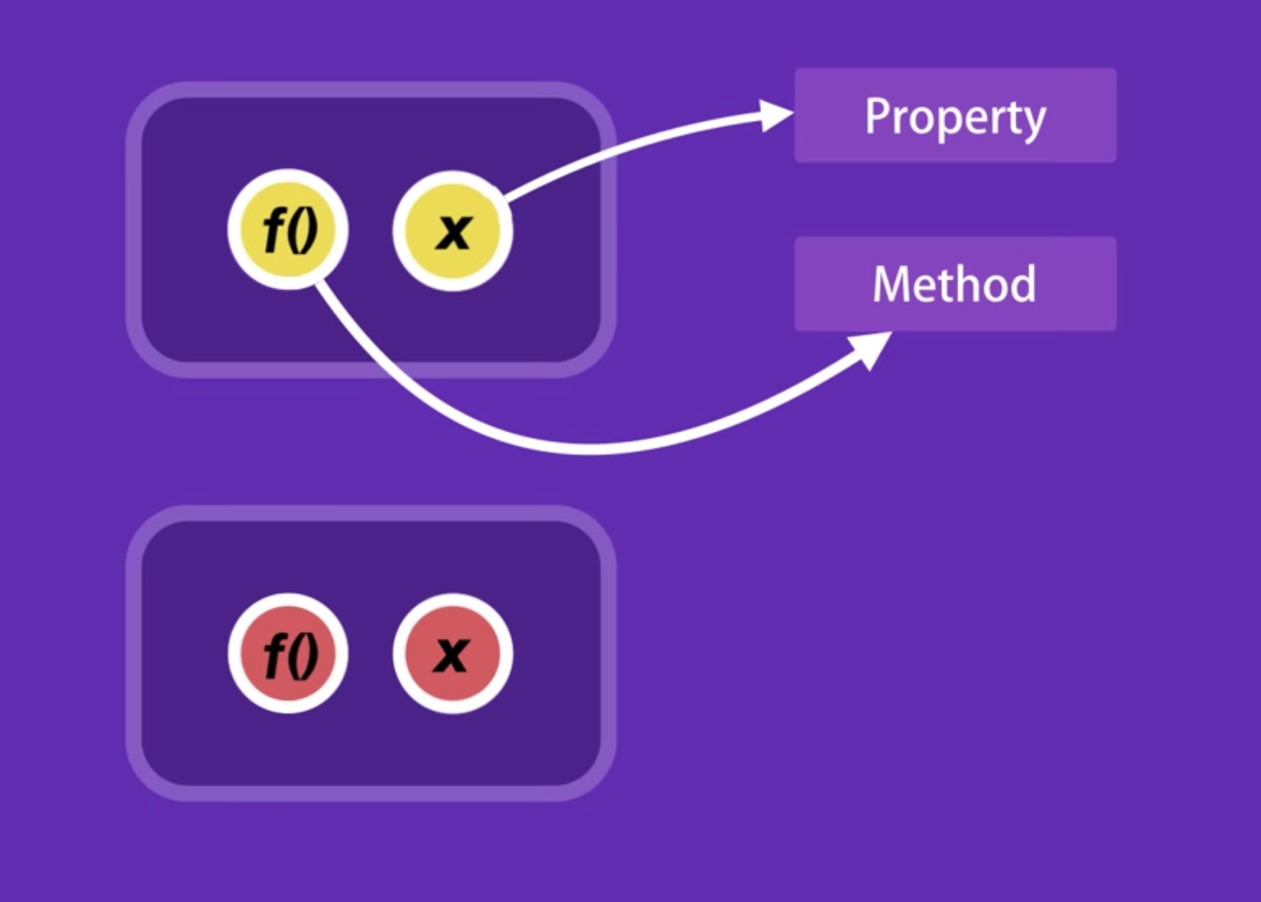 Property
f() x
Method
f() x